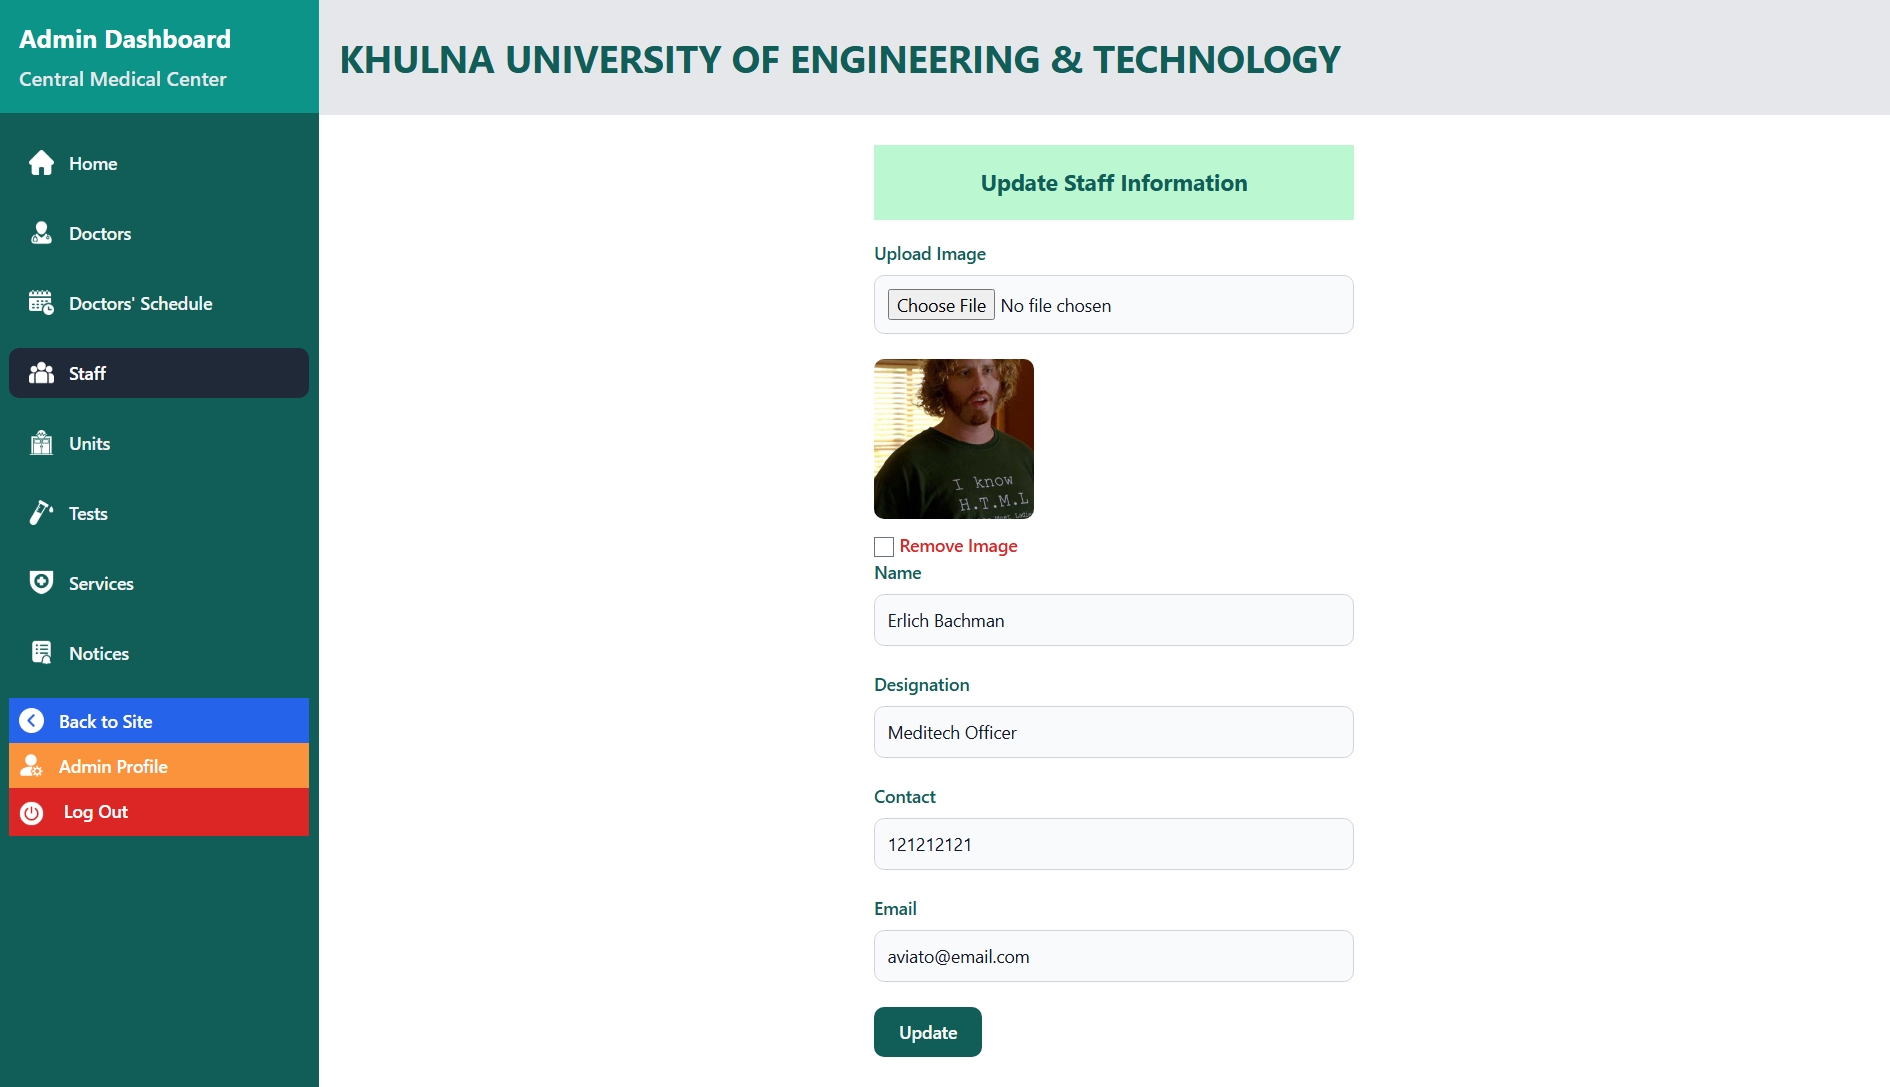 Admin Dashboard
Central Medical Center
Home
Doctors
Doctors' Schedule
Staff
Units
Tests
Services
Notices
Back to Site
Admin Profile
Log Out
KHULNA UNIVERSITY OF ENGINEERING & TECHNOLOGY
Update Staff Information
Upload Image
Choose File No file chosen
I know
H.T.M.L
Remove Image
Name
Erlich Bachman
Designation
Meditech Officer
Contact
121212121
Email
aviato@email.com
Update